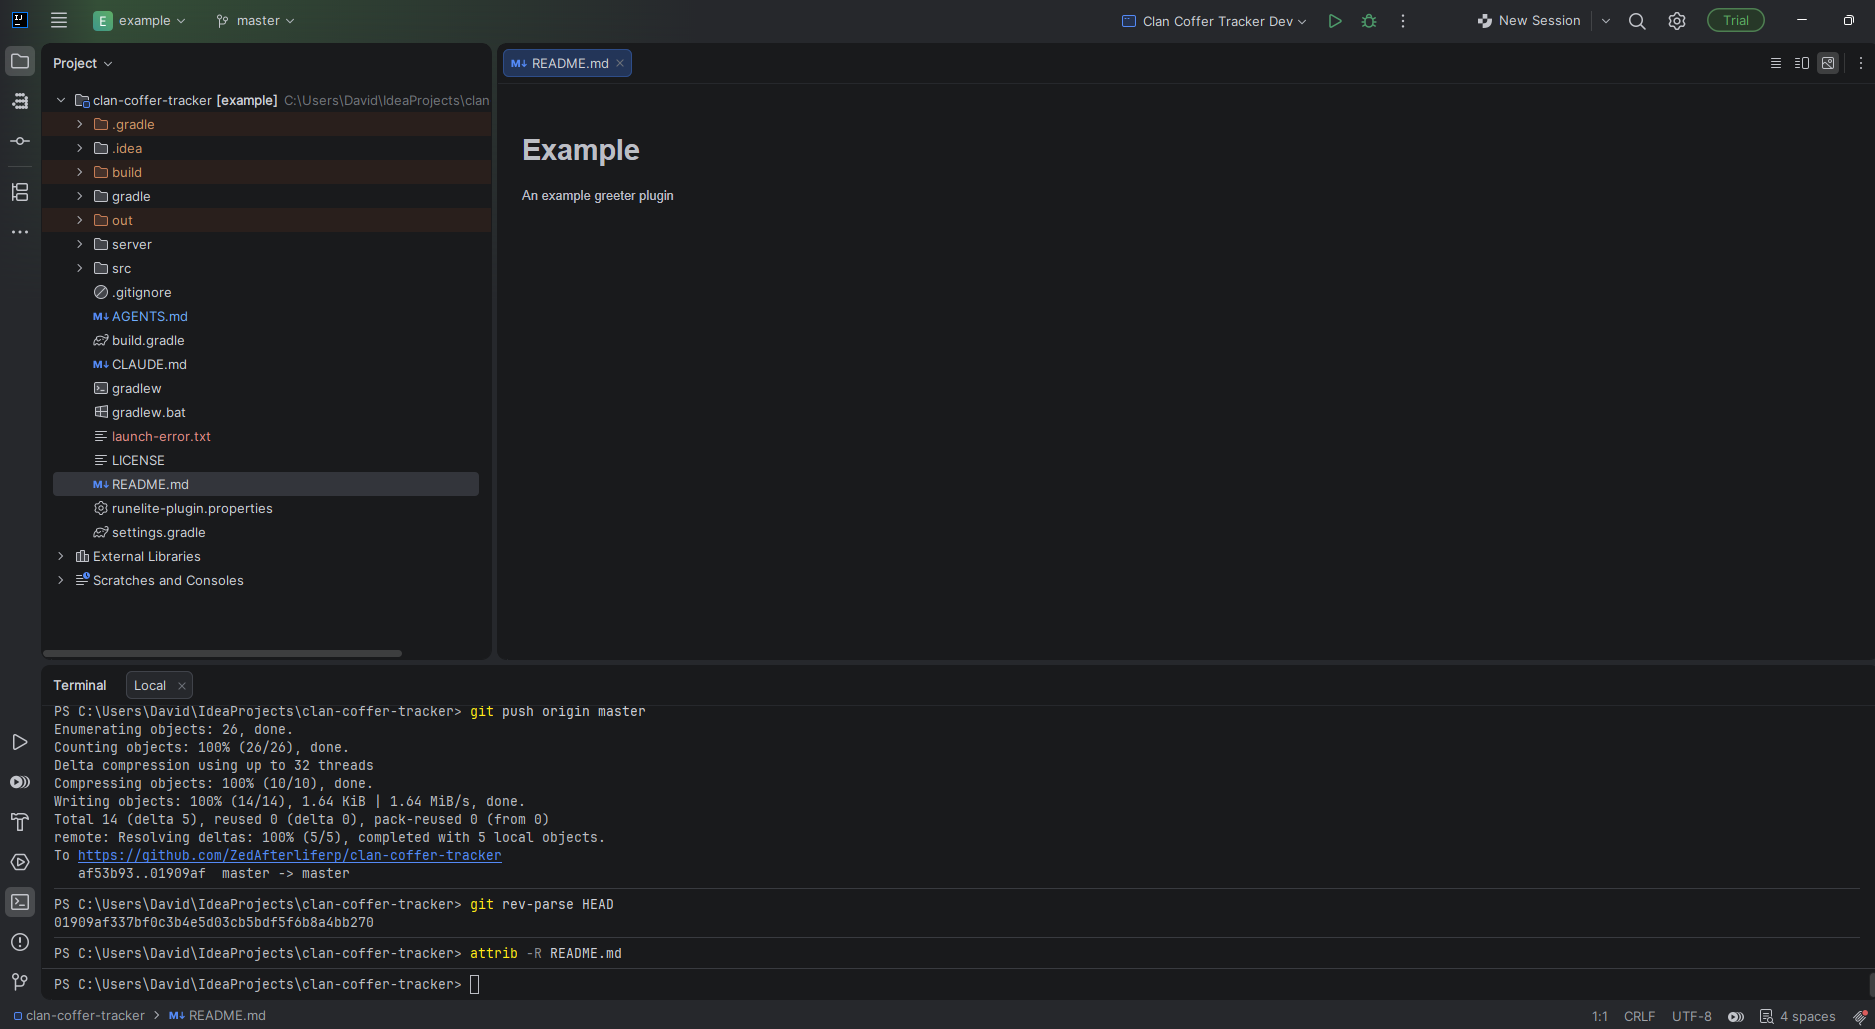 E example master Clan Coffer Tracker Dev New Session Trial
Project
README.md
clan-coffer-tracker [example] C:\Users\David\IdeaProjects\clan
.gradle
.idea
build
gradle
out
server
src
.gitignore
M↓ AGENTS.md
build.gradle
M↓ CLAUDE.md
gradlew
gradlew.bat
launch-error.txt
LICENSE
M↓ README.md
runelite-plugin.properties
settings.gradle
External Libraries
Scratches and Consoles
Example
An example greeter plugin
Terminal Local
PS C:\Users\David\IdeaProjects\clan-coffer-tracker> git push origin master
Enumerating objects: 26, done.
Counting objects: 100% (26/26), done.
Delta compression using up to 32 threads
Compressing objects: 100% (10/10), done.
Writing objects: 100% (14/14), 1.64 KiB | 1.64 MiB/s, done.
Total 14 (delta 5), reused 0 (delta 0), pack-reused 0 (from 0)
remote: Resolving deltas: 100% (5/5), completed with 5 local objects.
To https://github.com/ZedAfterliferp/clan-coffer-tracker
af53b93..01909af master -> master
PS C:\Users\David\IdeaProjects\clan-coffer-tracker> git rev-parse HEAD
01909af337bf0c3b4e5d03cb5bdf5f6b8a4bb270
PS C:\Users\David\IdeaProjects\clan-coffer-tracker> attrib -R README.md
PS C:\Users\David\IdeaProjects\clan-coffer-tracker>
clan-coffer-tracker > M↓ README.md 1:1 CRLF UTF-8 4 spaces